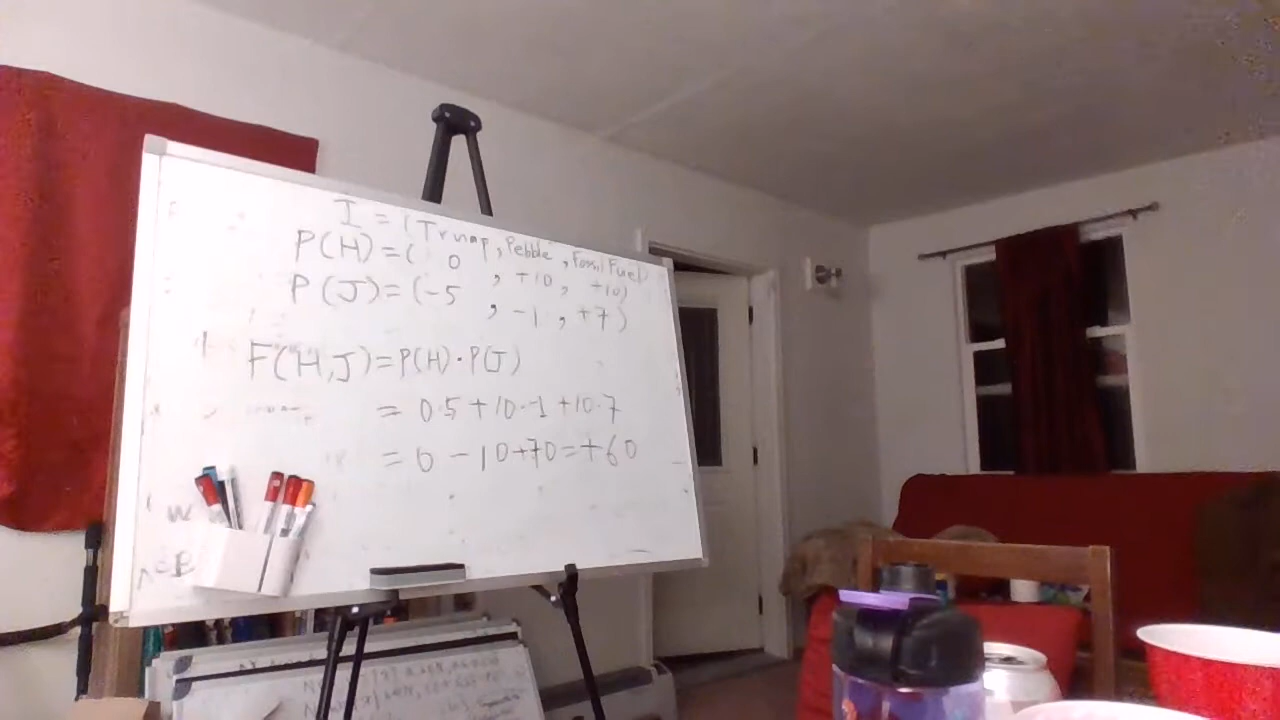 I = (Trump, Pebble, Fossil Fuel)
P(H)=( 0 , +10, +10)
P(J)=(-5 , -1, +7)
F(H,J)=P(H)·P(J)
= 0·5+10·-1+10·7
= 0-10+70=+60